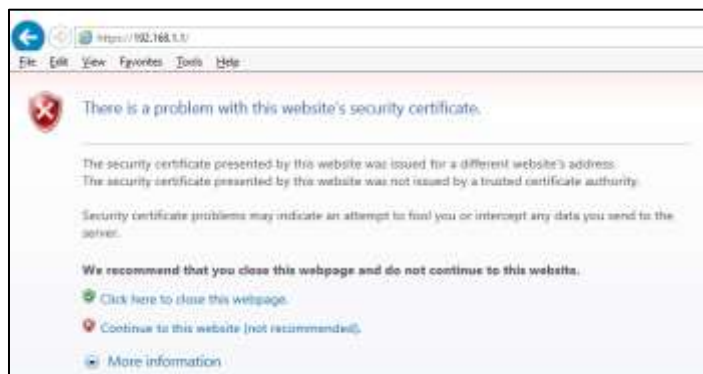 https://192.168.1.1/
File Edit View Favorites Tools Help
There is a problem with this website's security certificate.
The security certificate presented by this website was issued for a different website's address.
The security certificate presented by this website was not issued by a trusted certificate authority.
Security certificate problems may indicate an attempt to fool you or intercept any data you send to the
server.
We recommend that you close this webpage and do not continue to this website.
Click here to close this webpage.
Continue to this website (not recommended).
More information